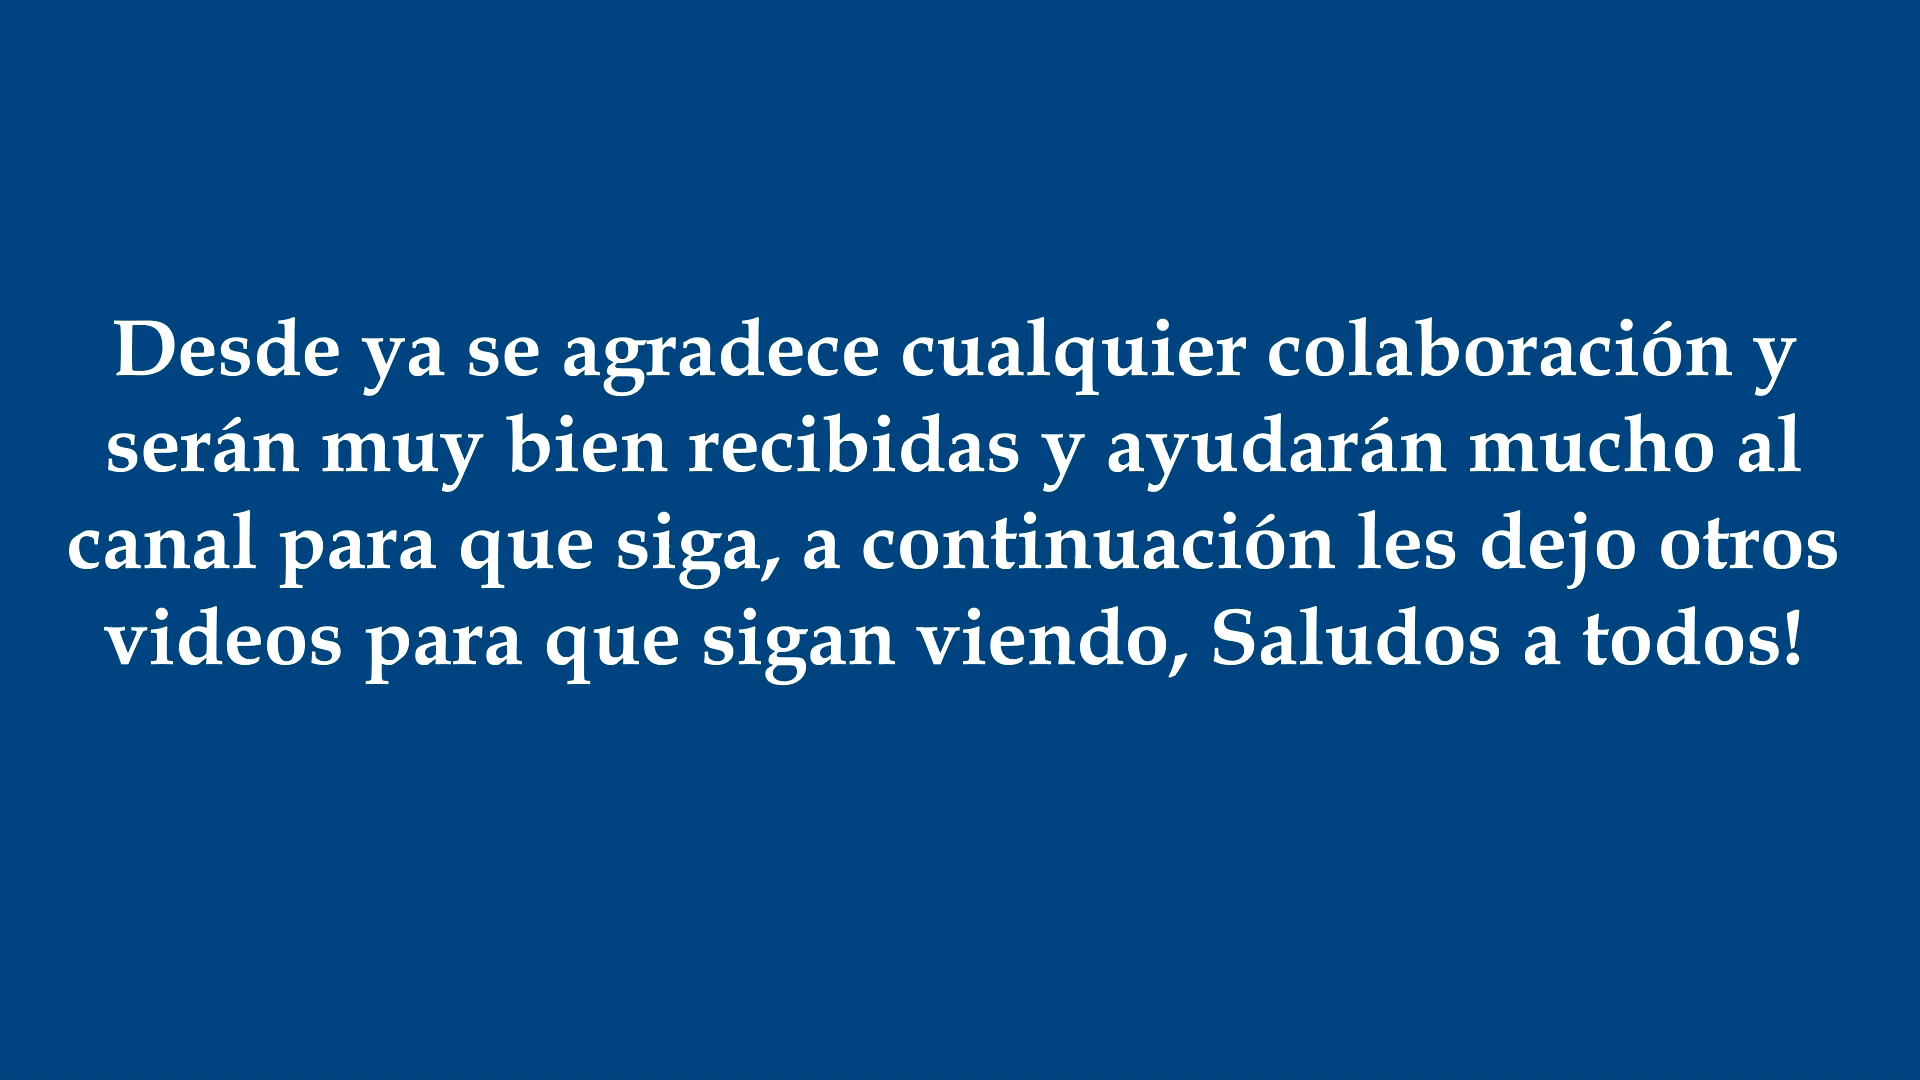 Desde ya se agradece cualquier colaboración y
serán muy bien recibidas y ayudarán mucho al
canal para que siga, a continuación les dejo otros
videos para que sigan viendo, Saludos a todos!